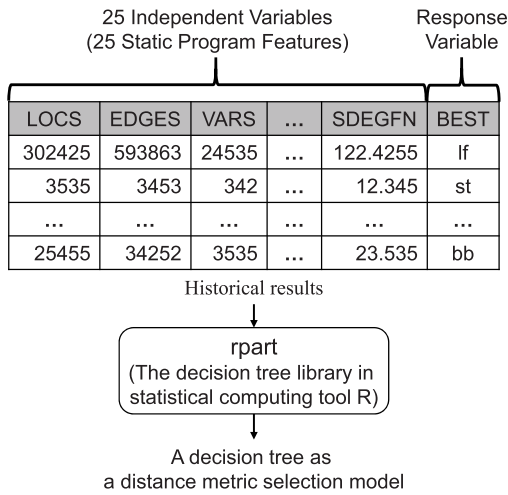 25 Independent Variables
(25 Static Program Features)
Response
Variable
LOCS EDGES VARS ... SDEGFN BEST
302425 593863 24535 ... 122.4255 lf
3535 3453 342 ... 12.345 st
... ... ... ... ... ...
25455 34252 3535 ... 23.535 bb
Historical results
rpart
(The decision tree library in
statistical computing tool R)
A decision tree as
a distance metric selection model